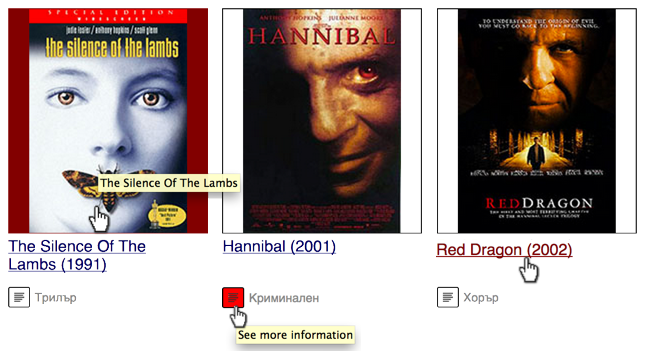 SPECIAL EDITION
WIDESCREEN
jodie foster / anthony hopkins / scott glenn
the silence of the lambs
The Silence Of The Lambs
The Silence Of The
Lambs (1991)
Трилър
ANTHONY HOPKINS JULIANNE MOORE
HANNIBAL
Hannibal (2001)
Криминален
See more information
TO UNDERSTAND THE ORIGIN OF EVIL,
YOU MUST GO BACK TO THE BEGINNING.
RED DRAGON
THE FIRST AND MOST TERRIFYING CHAPTER
IN THE HANNIBAL LECTER TRILOGY
Red Dragon (2002)
Хорър